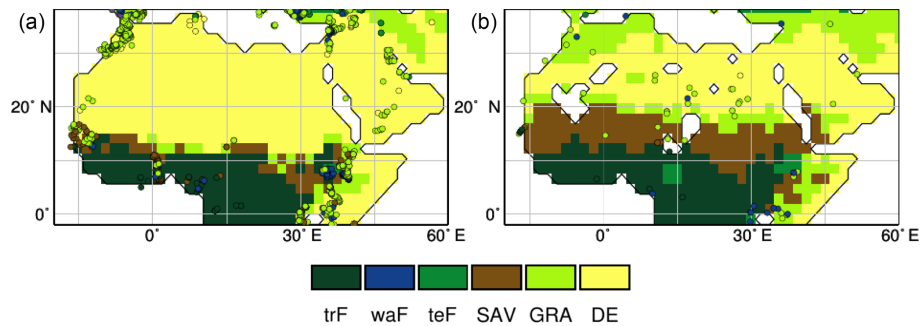 (a) (b)
20° N 20° N
0° 0°
0° 30° E 60° E 0° 30° E 60° E
trF waF teF SAV GRA DE